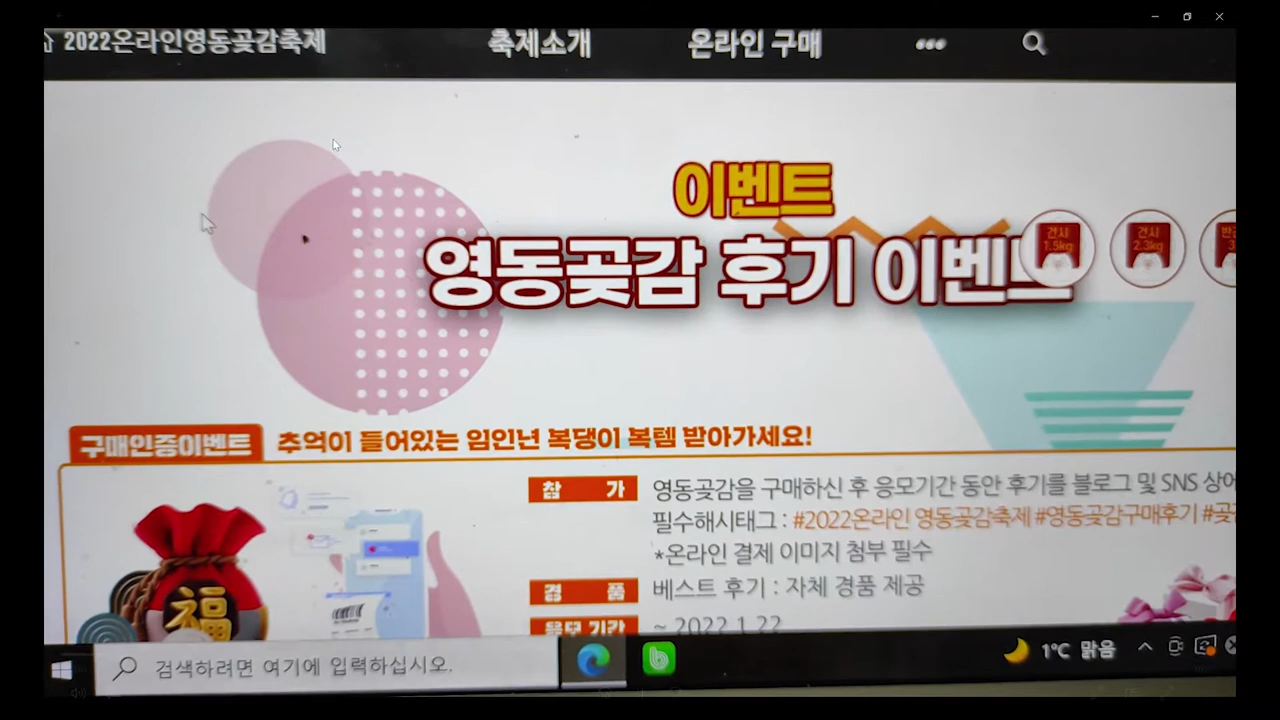 2022온라인영동곶감축제 축제소개 온라인 구매
이벤트
영동곶감 후기 이벤트
건시 1.5kg
건시 2.3kg
구매인증이벤트 추억이 들어있는 임인년 복댕이 복템 받아가세요!
참 가 영동곶감을 구매하신 후 응모기간 동안 후기를 블로그 및 SNS
필수해시태그 : #2022온라인 영동곶감축제 #영동곶감구매후기
*온라인 결제 이미지 첨부 필수
경 품 베스트 후기 : 자체 경품 제공
응모 기간 ~ 2022.1.22
福
검색하려면 여기에 입력하십시오.
1°C 맑음